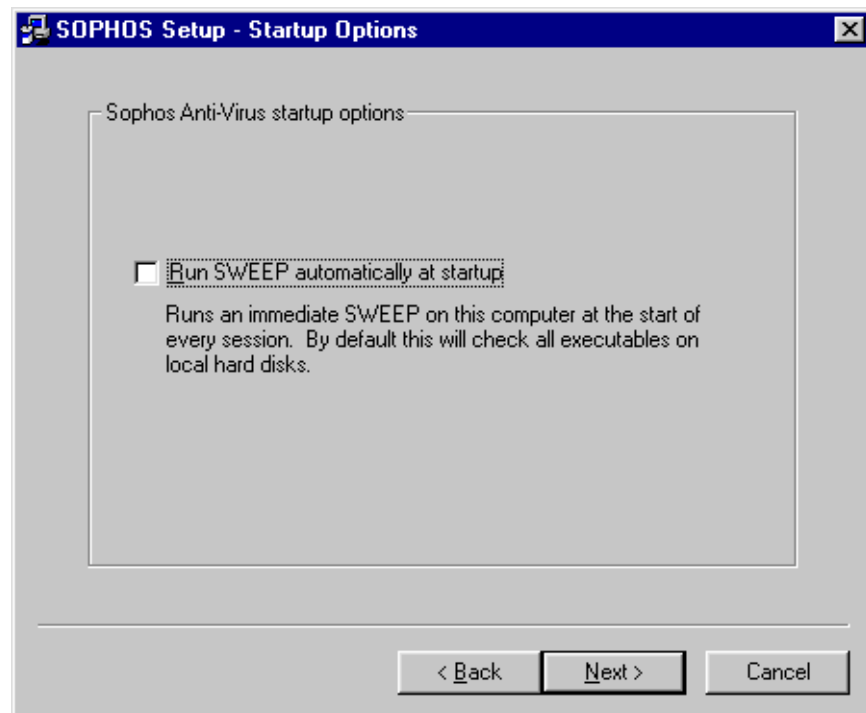 SOPHOS Setup - Startup Options
Sophos Anti-Virus startup options
Run SWEEP automatically at startup
Runs an immediate SWEEP on this computer at the start of
every session. By default this will check all executables on
local hard disks.
< Back Next > Cancel